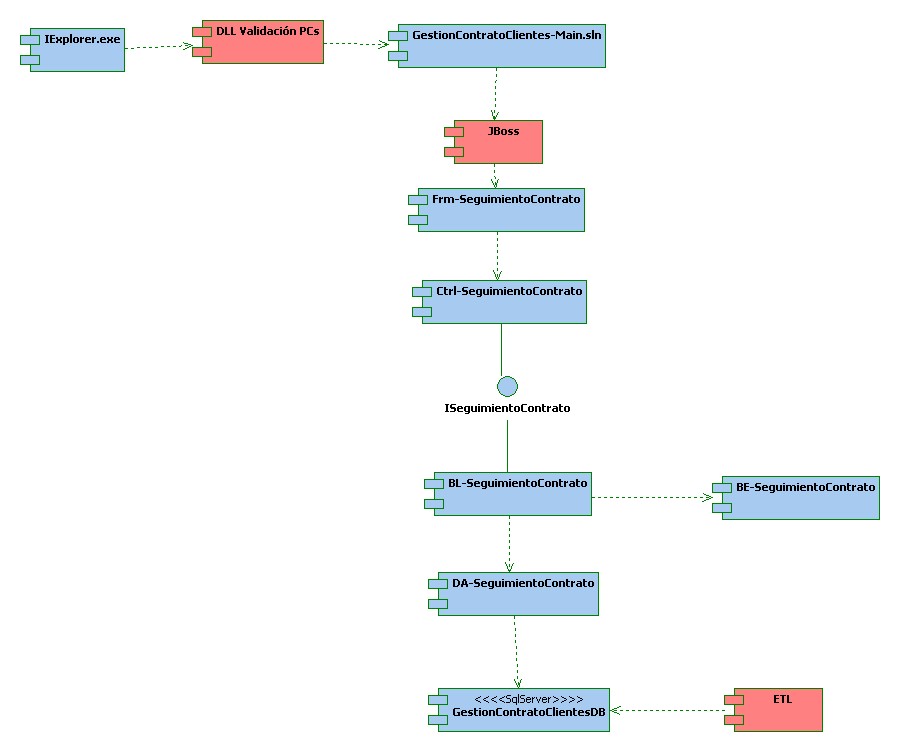 IExplorer.exe
DLL Validación PCs
GestionContratoClientes-Main.sln
JBoss
Frm-SeguimientoContrato
Ctrl-SeguimientoContrato
ISeguimientoContrato
BL-SeguimientoContrato
BE-SeguimientoContrato
DA-SeguimientoContrato
<<<<SqlServer>>>>
GestionContratoClientesDB
ETL